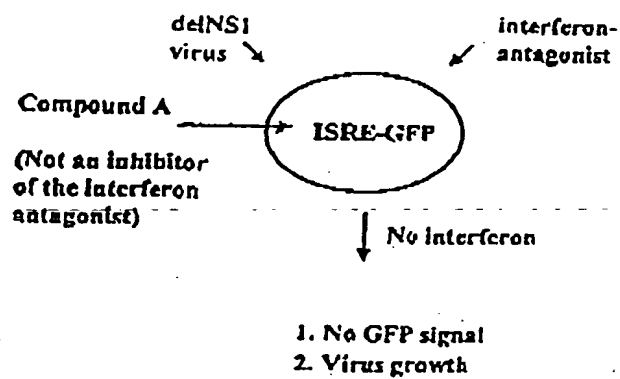 delNS1
virus
interferon-
antagonist
Compound A
ISRE-GFP
(Not an inhibitor
of the interferon
antagonist)
No interferon
1. No GFP signal
2. Virus growth